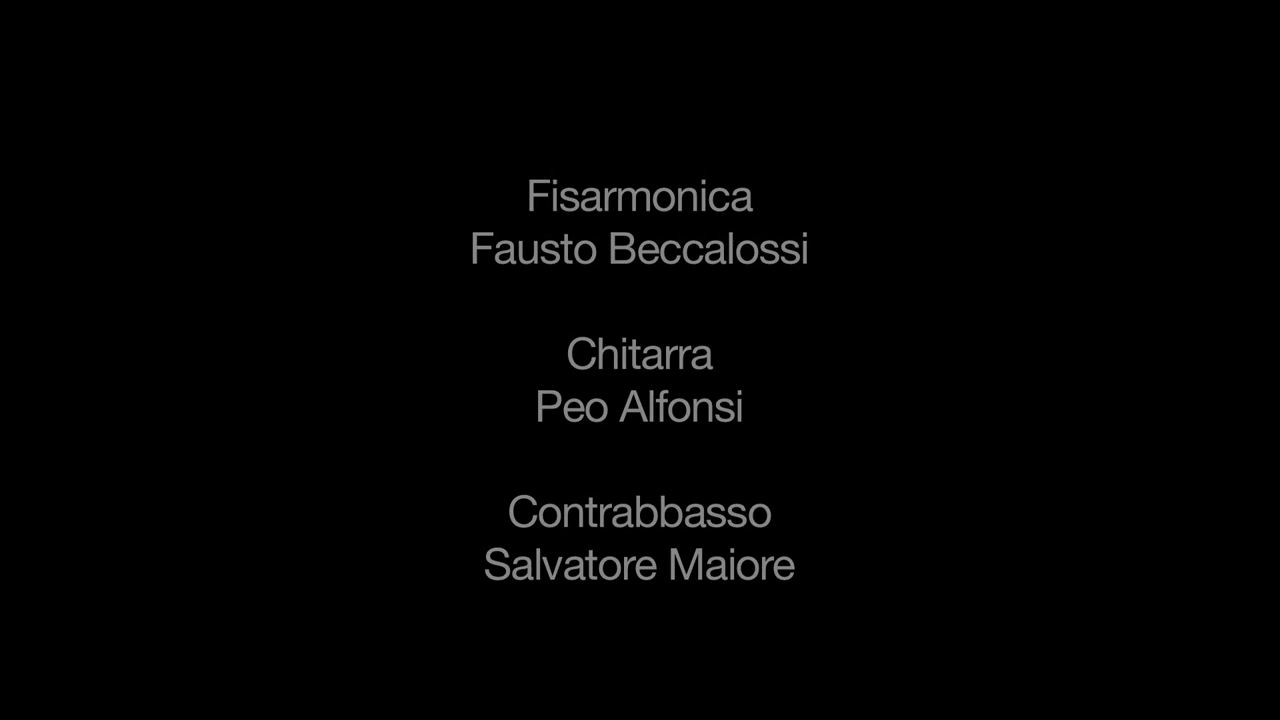 Fisarmonica
Fausto Beccalossi
Chitarra
Peo Alfonsi
Contrabbasso
Salvatore Maiore